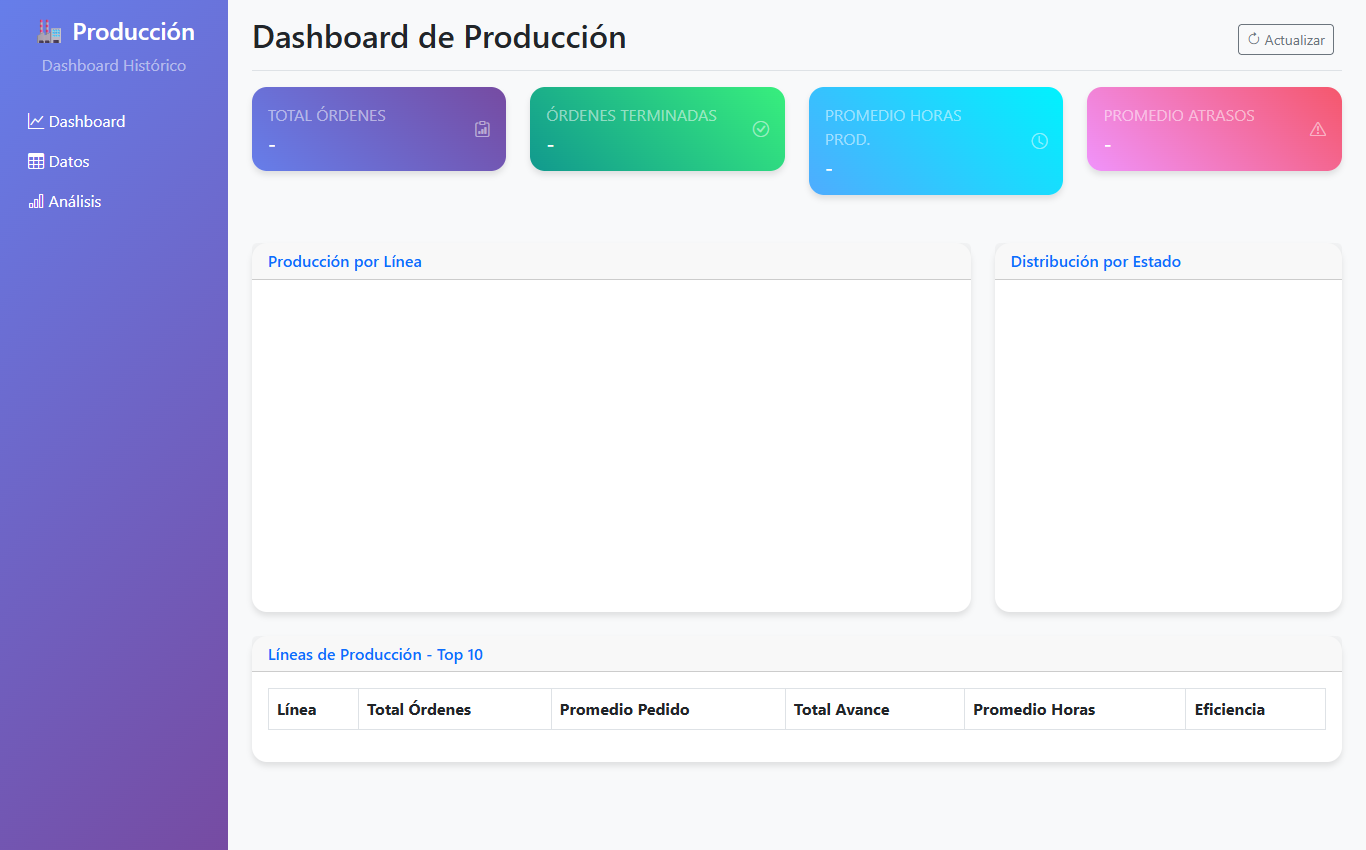 Producción
Dashboard Histórico
Dashboard
Datos
Análisis
Dashboard de Producción
Actualizar
TOTAL ÓRDENES
-
ÓRDENES TERMINADAS
-
PROMEDIO HORAS
PROD.
-
PROMEDIO ATRASOS
-
Producción por Línea
Distribución por Estado
Líneas de Producción - Top 10
Línea Total Órdenes Promedio Pedido Total Avance Promedio Horas Eficiencia